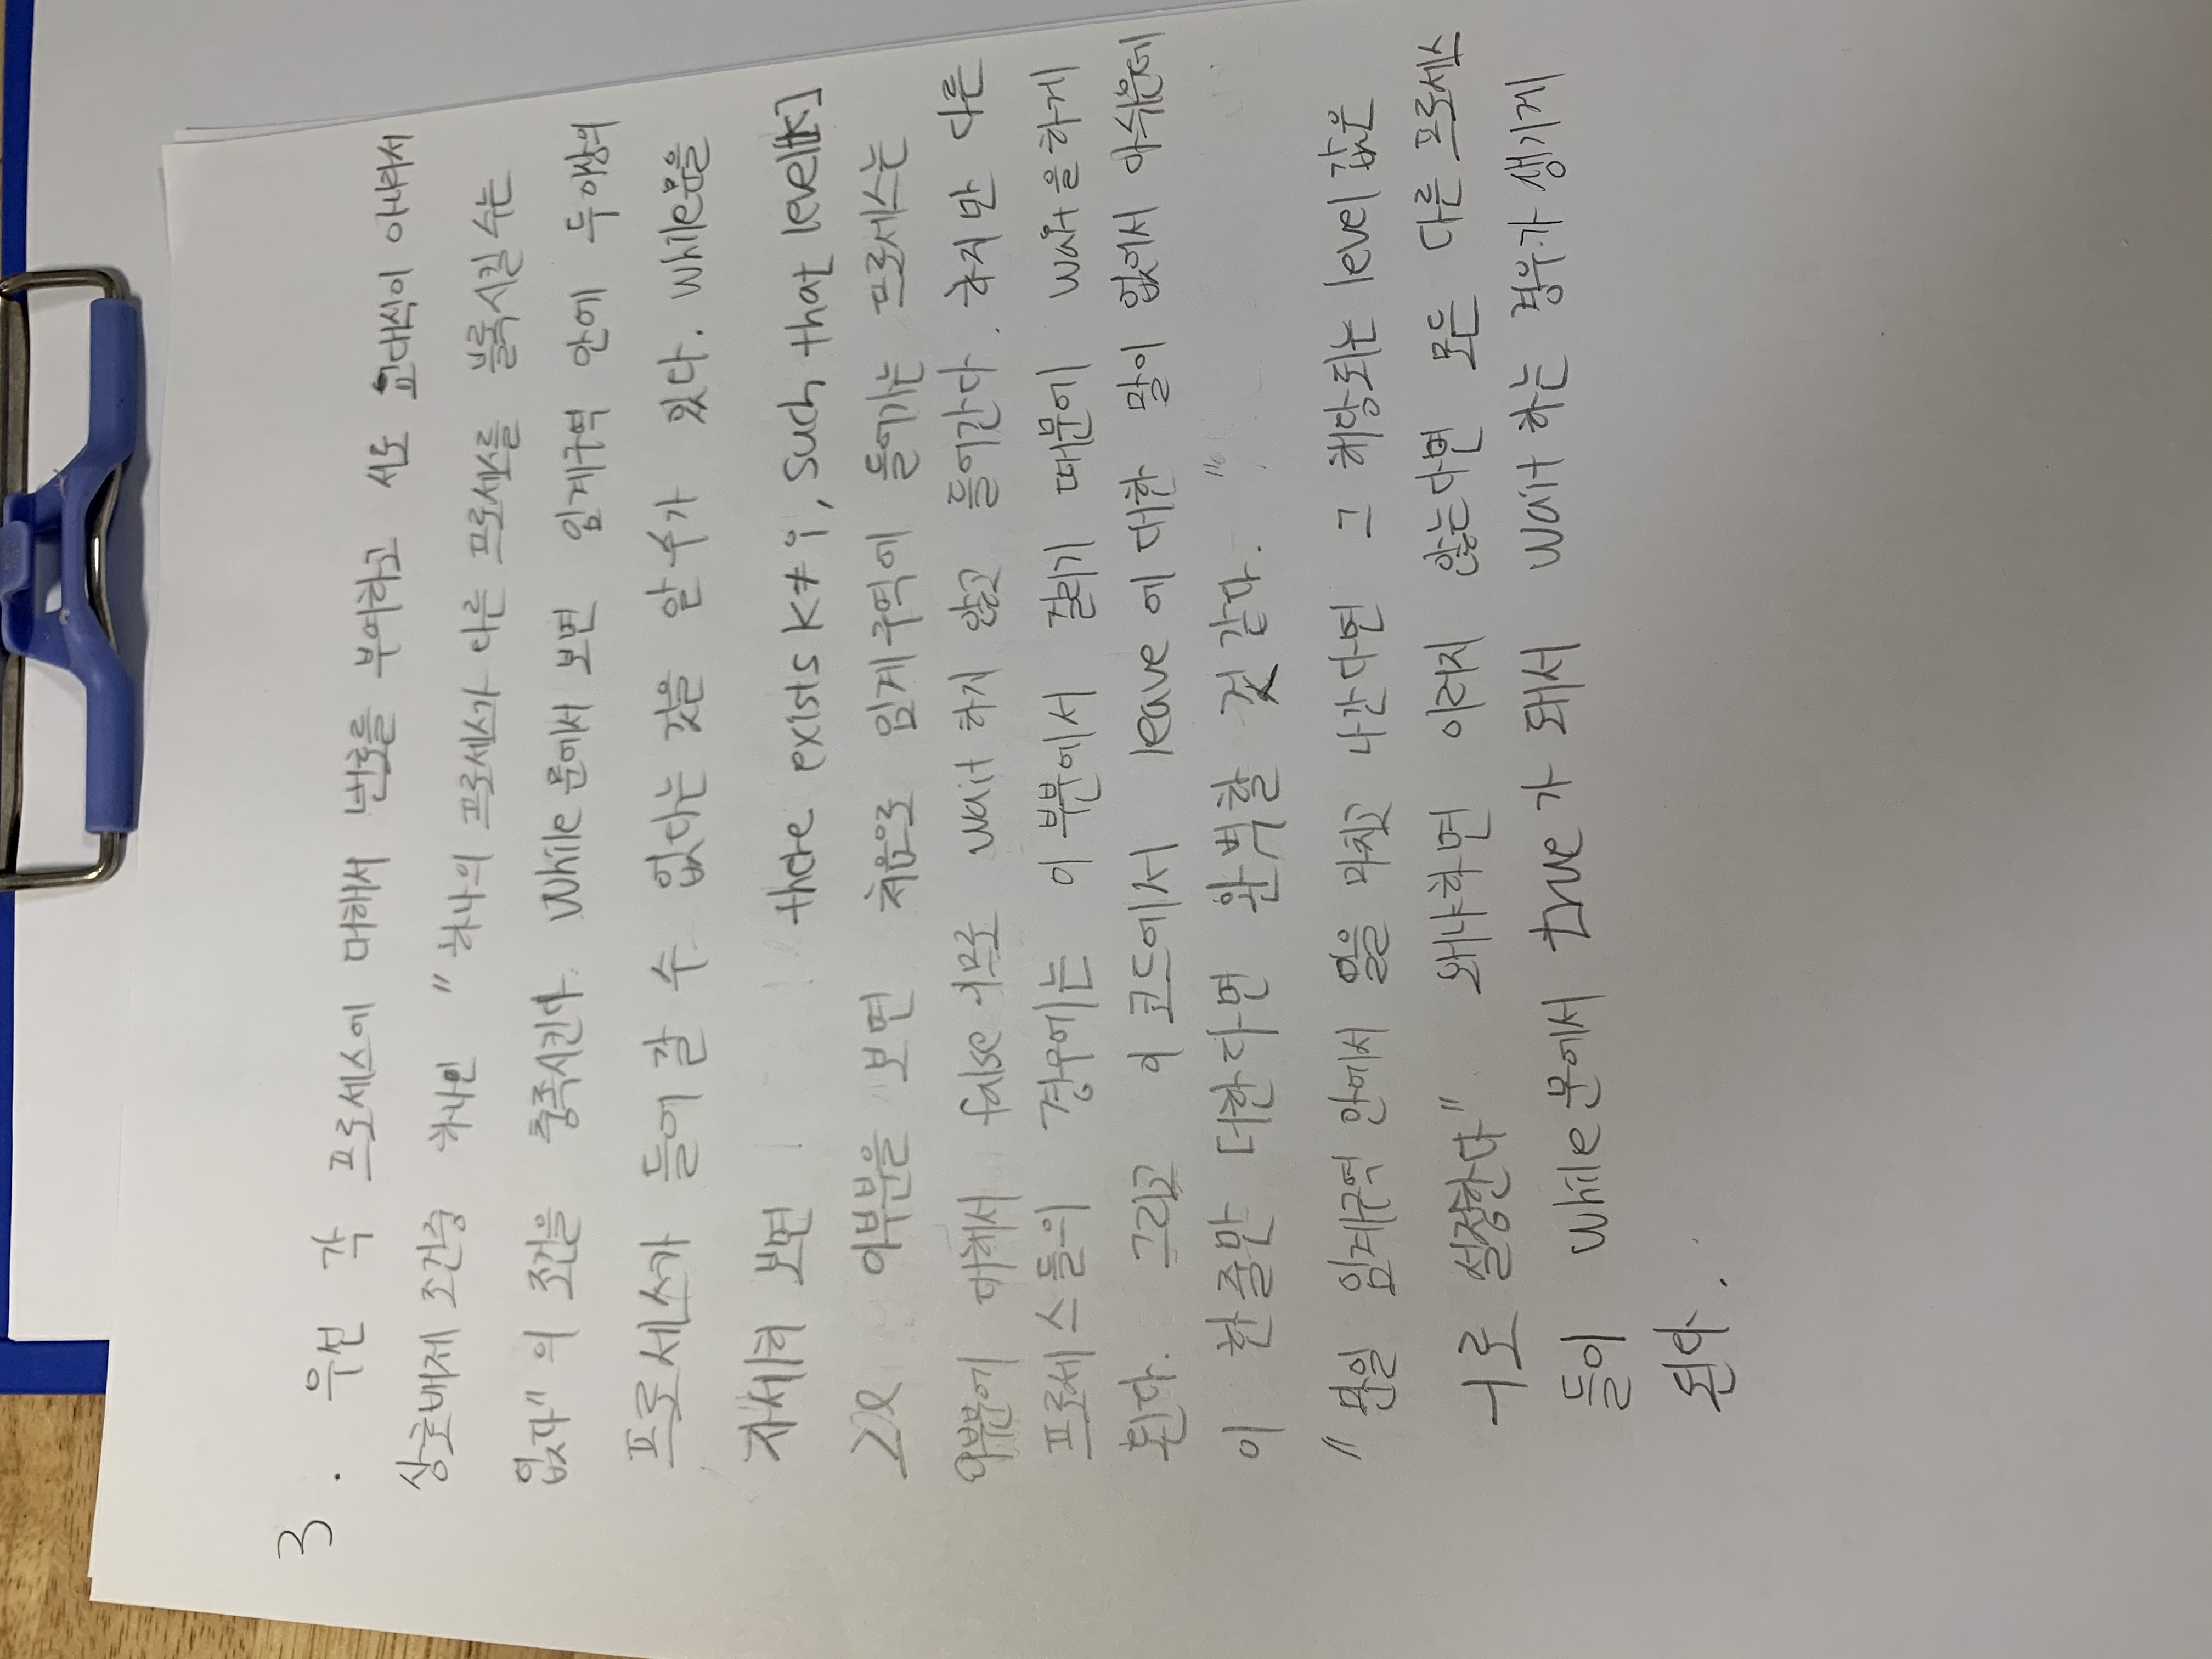 3. 우선 각 프로세스에 대해서 번호를 부여하고 서로 교대식이 아니라서
상호배제 조건중 하나인 "하나의 프로세스가 다른 프로세스를 블록시킬 수는
없다" 의 조건을 충족시킨다. While 문에서 보면 임계구역 안에 두 이상의
프로세스가 들어 갈 수 없다는 것을 알 수가 있다. while문을
자세히 보면 there exists k≠i, such that level[k]
≥l 이부분을 보면 처음으로 임계구역에 들어가는 프로세스는
이부분에 대해서 false 이므로 wait 하지 않고 들어간다. 하지만 다른
프로세스들의 경우에는 이 부분에서 걸리기 때문에 wait을 하게
된다. 그리고 이 코드에서 leave 에 대한 말이 없어서 아쉬운데
이 한줄만 더한다면 완벽할 것 같다. "
" 만일 임계구역 안에서 일을 마치고 나간다면 그 해당되는 level 값은
-1로 설정한다" 왜냐하면 이러지 않는다면 모든 다른 프로세스
들이 while문에서 true가 돼서 wait 하는 경우가 생기게
된다.